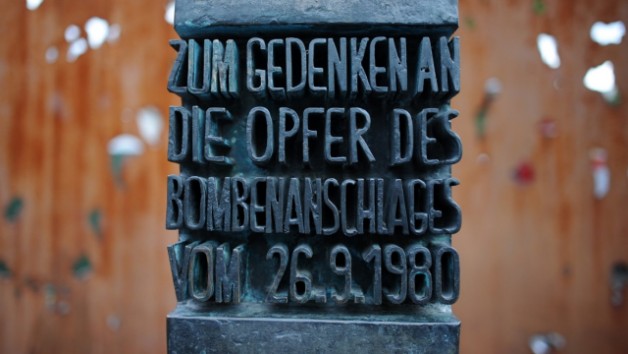 ZUM GEDENKEN AN
DIE OPFER DES
BOMBENANSCHLAGES
VOM 26.9.1980